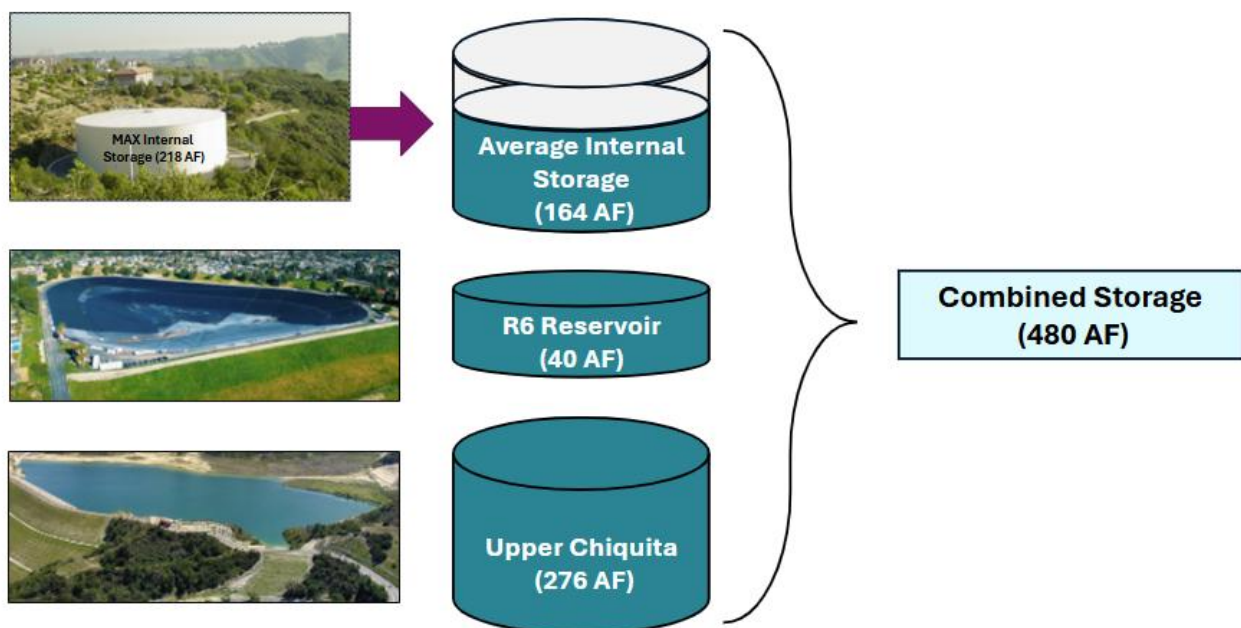 MAX Internal
Storage (218 AF)
Average Internal
Storage
(164 AF)
R6 Reservoir
(40 AF)
Upper Chiquita
(276 AF)
Combined Storage
(480 AF)